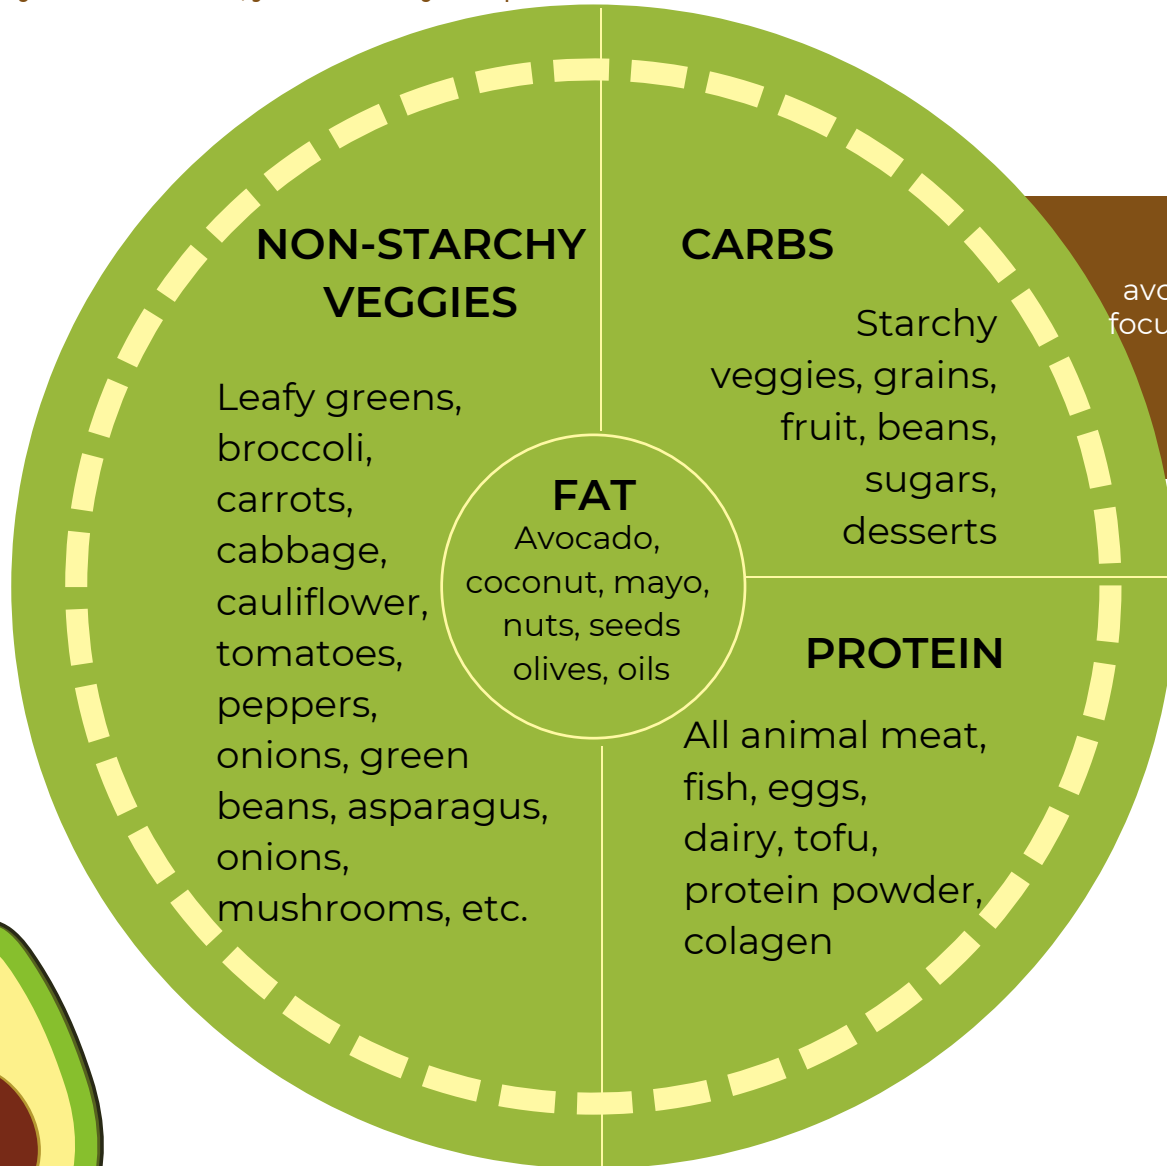 NON-STARCHY
VEGGIES
Leafy greens,
broccoli,
carrots,
cabbage,
cauliflower,
tomatoes,
peppers,
onions, green
beans, asparagus,
onions,
mushrooms, etc.
FAT
Avocado,
coconut, mayo,
nuts, seeds
olives, oils
CARBS
Starchy
veggies, grains,
fruit, beans,
sugars,
desserts
PROTEIN
All animal meat,
fish, eggs,
dairy, tofu,
protein powder,
colagen
avo
focu